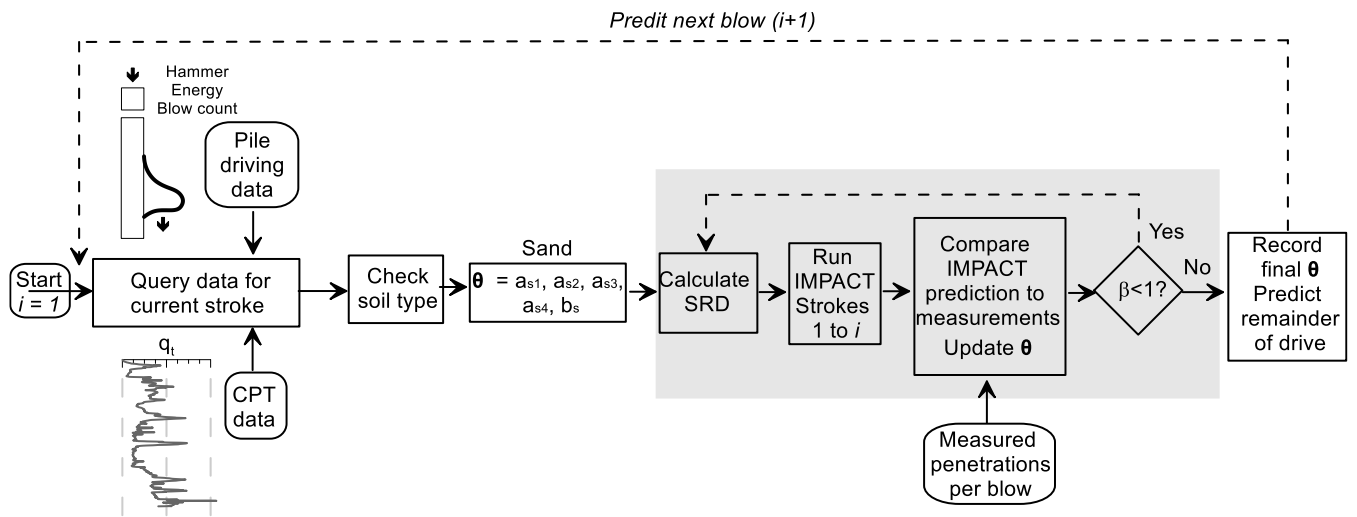 Predit next blow (i+1)
Hammer
Energy
Blow count
Pile
driving
data
Start
i = 1
Query data for
current stroke
Check
soil type
Sand
θ = as1, as2, as3,
as4, bs
Calculate
SRD
Run
IMPACT
Strokes
1 to i
Compare
IMPACT
prediction to
measurements
Update θ
β<1?
Yes
No
Record
final θ
Predict
remainder
of drive
qt
CPT
data
Measured
penetrations
per blow